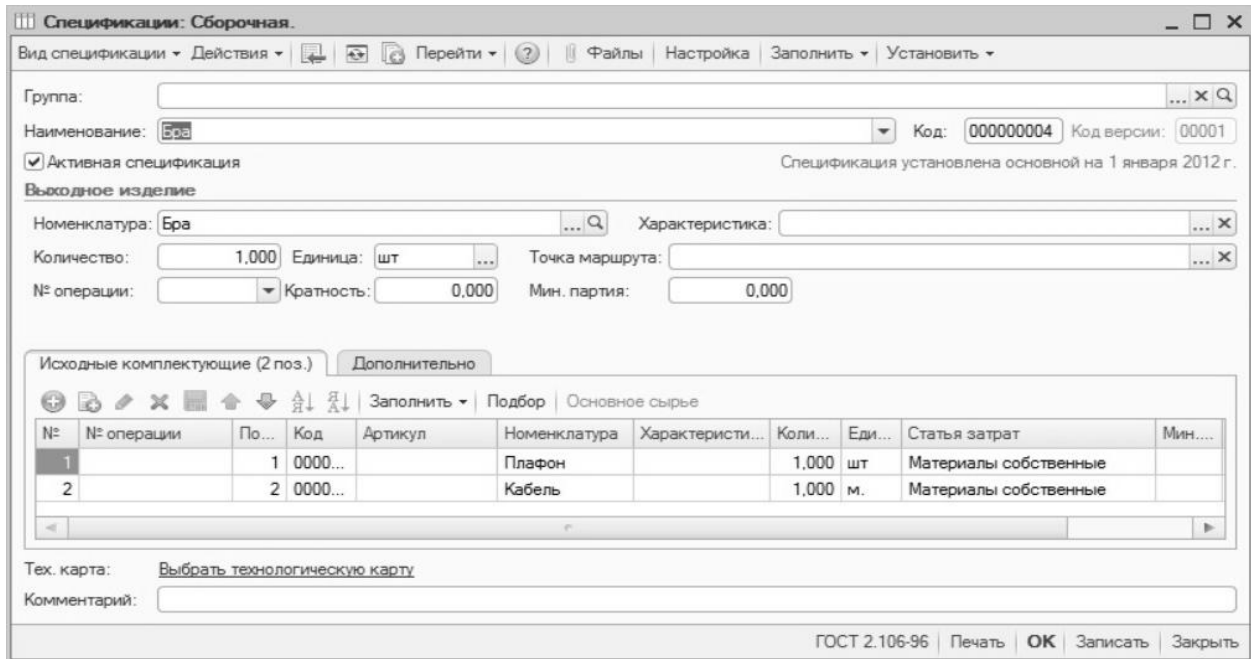 Спецификации: Сборочная.
Вид спецификации Действия Перейти Файлы Настройка Заполнить Установить
Группа:
Наименование: Бра Код: 000000004 Код версии: 00001
Активная спецификация Спецификация установлена основной на 1 января 2012 г.
Выходное изделие
Номенклатура: Бра Характеристика:
Количество: 1,000 Единица: шт Точка маршрута:
№ операции: Кратность: 0,000 Мин. партия: 0,000
Исходные комплектующие (2 поз.) Дополнительно
Заполнить Подбор Основное сырье
№ № операции По... Код Артикул Номенклатура Характеристи... Коли... Еди... Статья затрат Мин....
1 1 0000... Плафон 1,000 шт Материалы собственные
2 2 0000... Кабель 1,000 м. Материалы собственные
Тех. карта: Выбрать технологическую карту
Комментарий:
ГОСТ 2.106-96 Печать OK Записать Закрыть